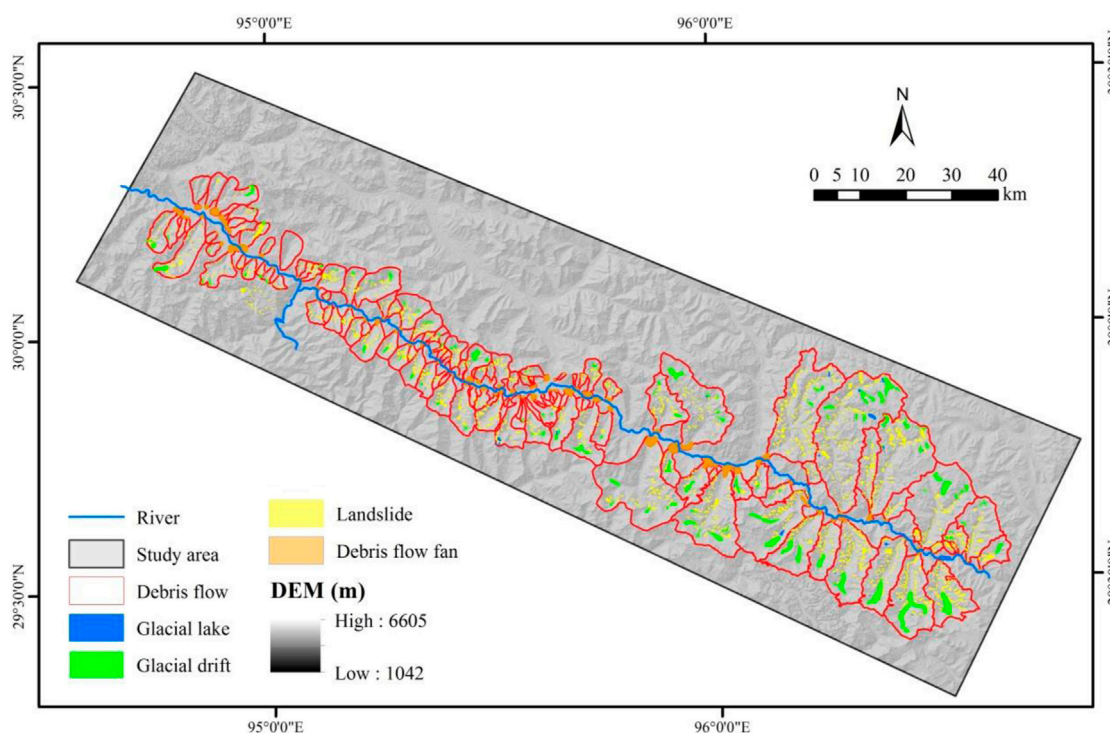 95°0'0"E
96°0'0"E
30°30'0"N
30°0'0"N
29°30'0"N
N
0 5 10 20 30 40
km
River
Study area
Debris flow
Glacial lake
Glacial drift
Landslide
Debris flow fan
DEM (m)
High : 6605
Low : 1042
95°0'0"E
96°0'0"E